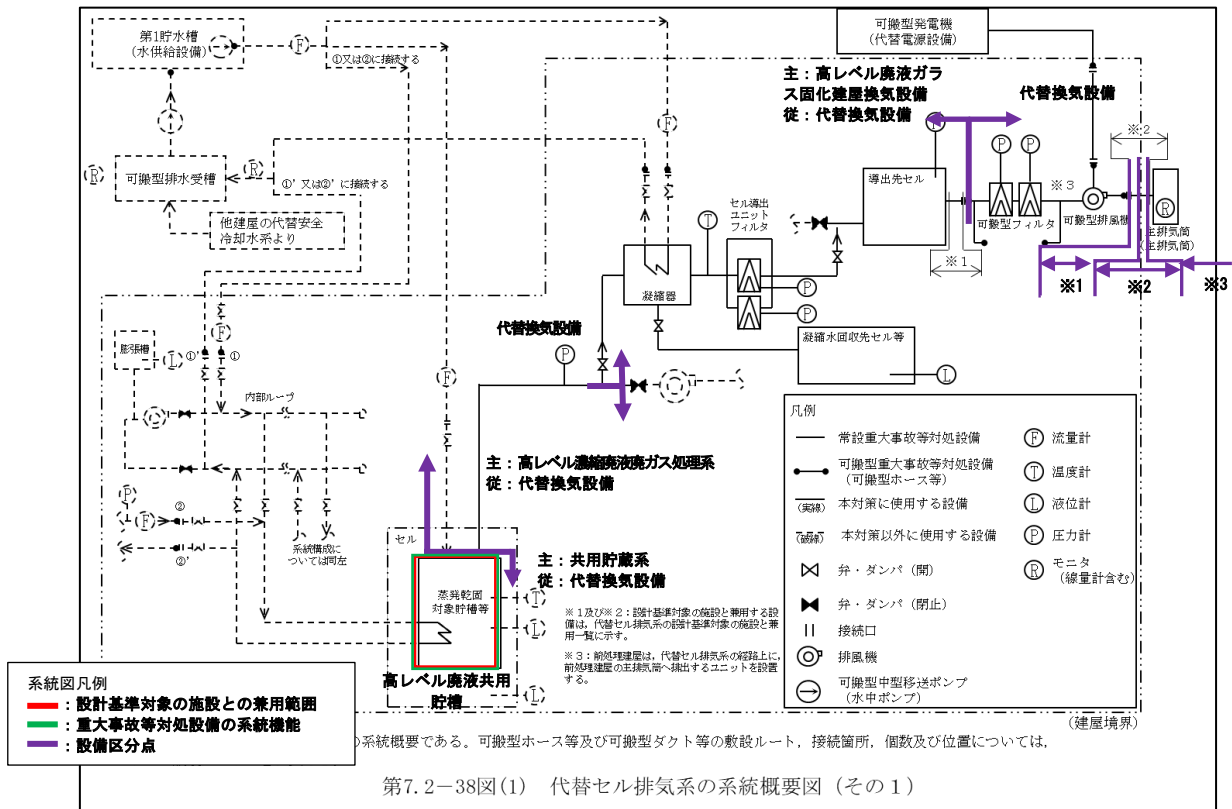 第1貯水槽
(水供給設備)
F
①又は②に接続する
可搬型発電機
(代替電源設備)
主：高レベル廃液ガラ
ス固化建屋換気設備
従：代替換気設備
代替換気設備
※2
F
P
P
P
R
可搬型排水受槽
R
①’又は②’に接続する
他建屋の代替安全
冷却水系より
導出先セル
※3
可搬型フィルタ
可搬型排風機
R
主排気筒
(主排気筒)
※1
※1
※2
※3
セル導出
ユニット
フィルタ
T
凝縮器
P
P
代替換気設備
P
凝縮水回収先セル等
L
膨張槽
L
①’
F
①
F
内部ループ
主：高レベル濃縮廃液廃ガス処理系
従：代替換気設備
P
F
②
②’
系統構成に
ついては同左
セル
蒸発乾固
対象貯槽等
T
L
L
主：共用貯蔵系
従：代替換気設備
高レベル廃液共用
貯槽
※1及び※2：設計基準対象の施設と兼用する設
備は，代替セル排気系の設計基準対象の施設と兼
用一覧に示す。
※3：前処理建屋は，代替セル排気系の経路上に，
前処理建屋の主排気筒へ排出するユニットを設置
する。
凡例
常設重大事故等対処設備
可搬型重大事故等対処設備
(可搬型ホース等)
(実線)
本対策に使用する設備
(破線)
本対策以外に使用する設備
弁・ダンパ（開）
弁・ダンパ（閉止）
接続口
排風機
可搬型中型移送ポンプ
(水中ポンプ)
F 流量計
T 温度計
L 液位計
P 圧力計
R モニタ
(線量計含む)
(建屋境界)
系統図凡例
：設計基準対象の施設との兼用範囲
：重大事故等対処設備の系統機能
：設備区分点
の系統概要である。可搬型ホース等及び可搬型ダクト等の敷設ルート，接続箇所，個数及び位置については，
第7.2－38図(1)　代替セル排気系の系統概要図（その１）